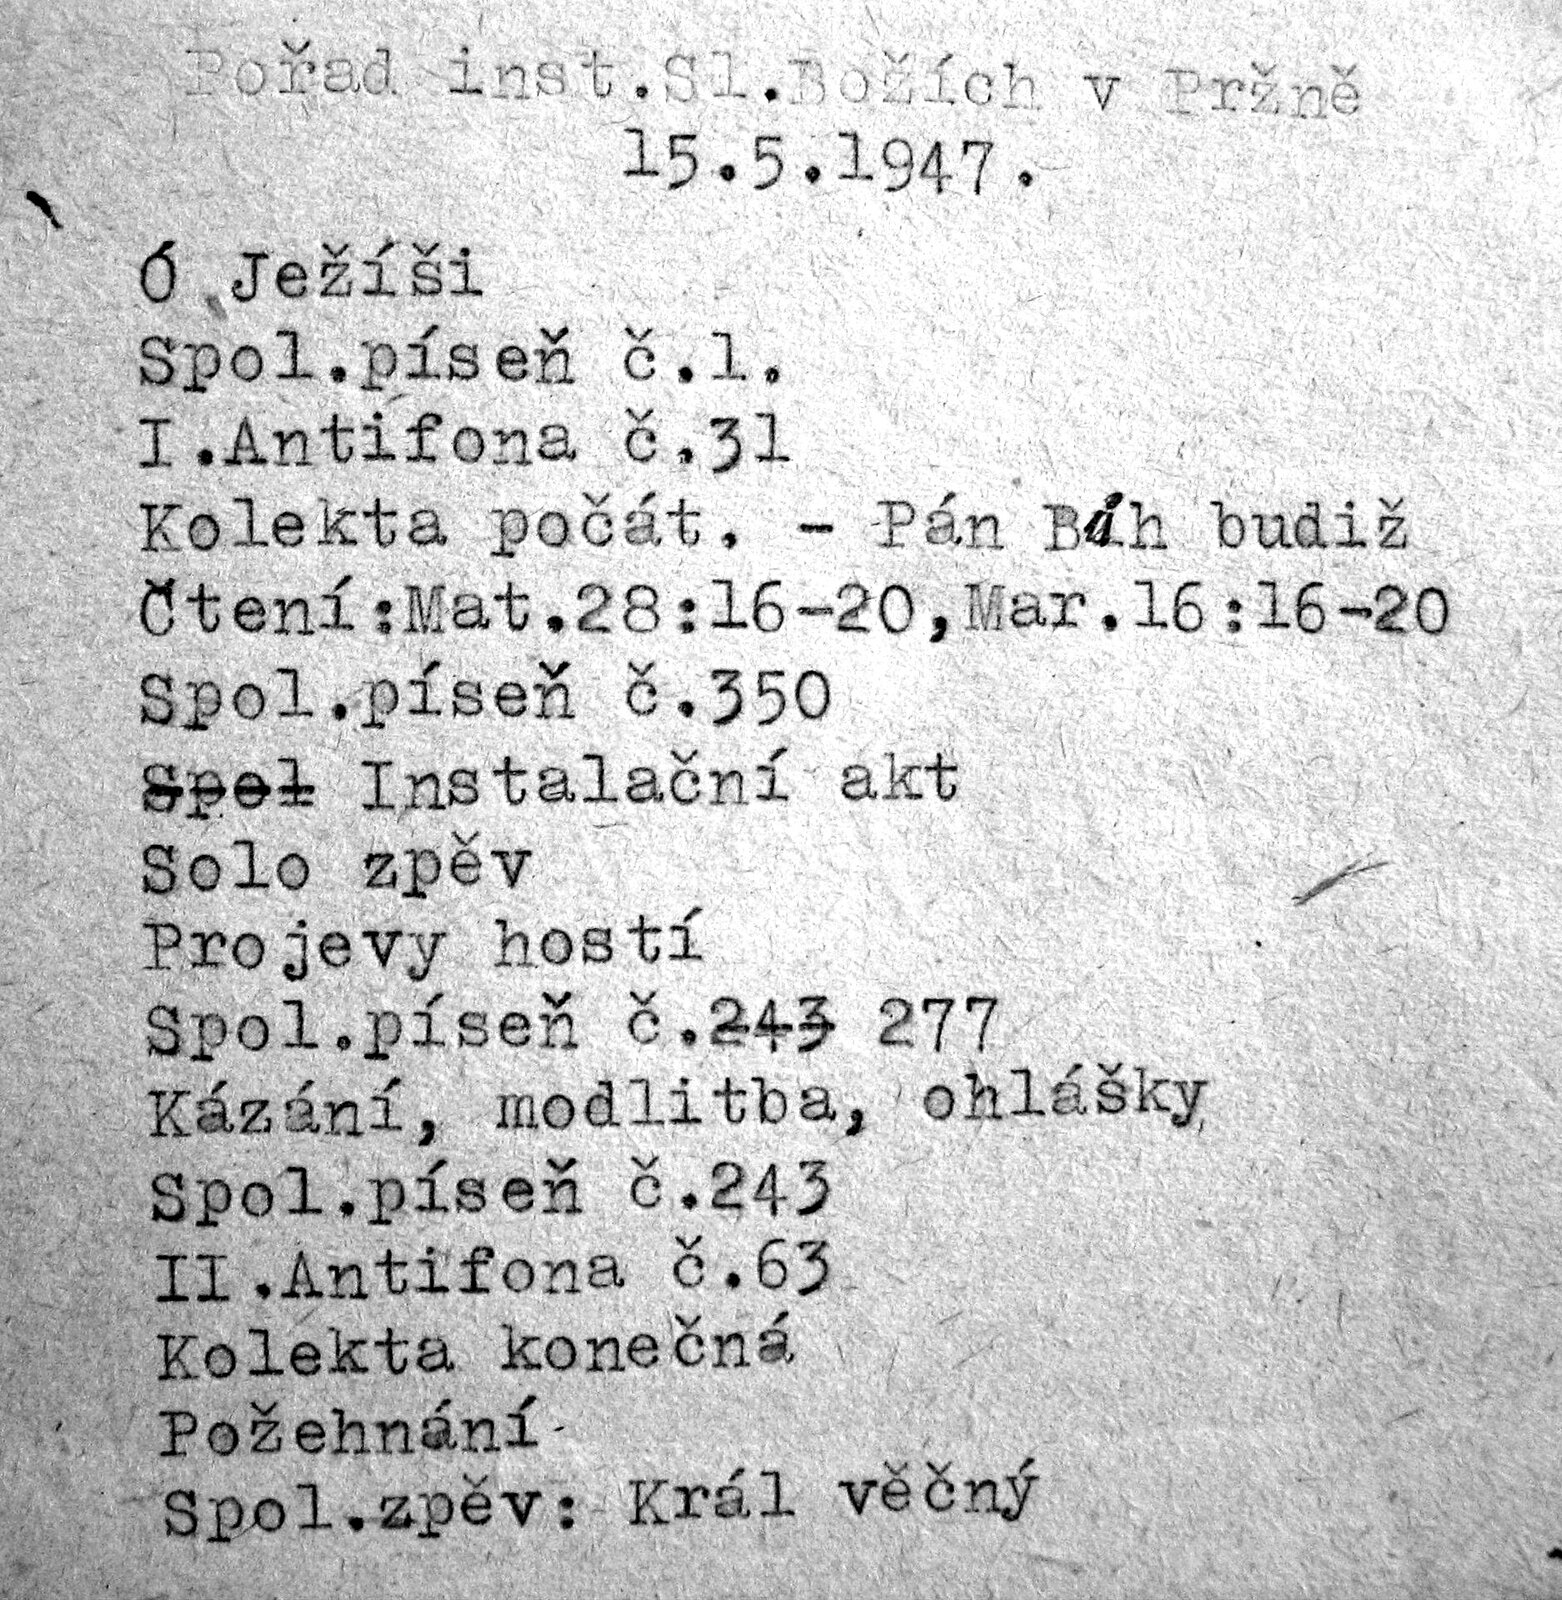 Pořad inst.Sl.Božích v Pržně
15.5.1947.
Ó Ježíši
Spol.píseň č.1.
I.Antifona č.31
Kolekta počát. - Pán Bůh budiž
Čtení:Mat.28:16-20,Mar.16:16-20
Spol.píseň č.350
Spol Instalační akt
Solo zpěv
Projevy hostí
Spol.píseň č.243 277
Kázání, modlitba, ohlášky
Spol.píseň č.243
II.Antifona č.63
Kolekta konečná
Požehnání
Spol.zpěv: Král věčný